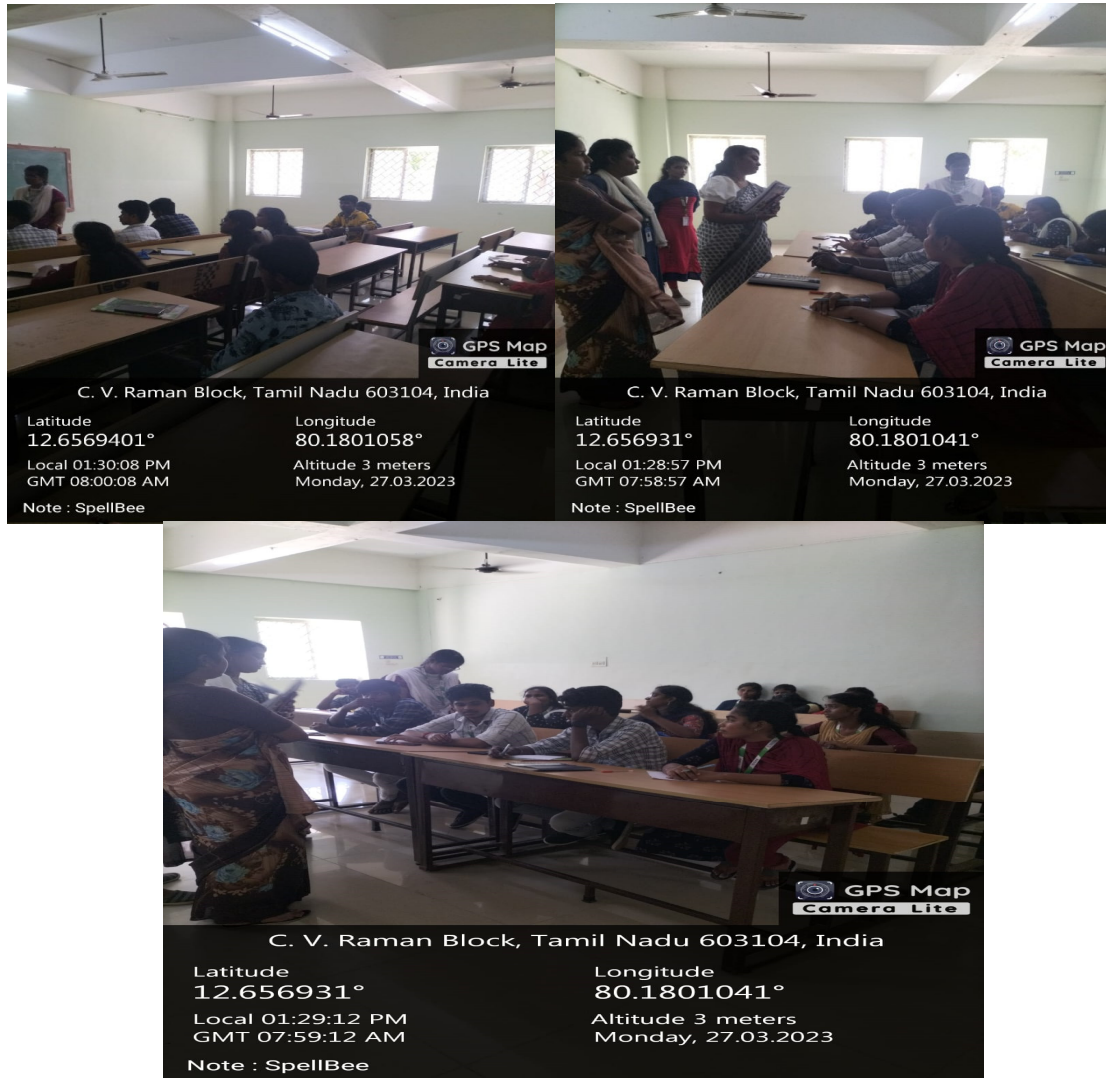 GPS Map
Camera Lite
C. V. Raman Block, Tamil Nadu 603104, India
Latitude
12.6569401°
Longitude
80.1801058°
Local 01:30:08 PM
GMT 08:00:08 AM
Altitude 3 meters
Monday, 27.03.2023
Note : SpellBee
GPS Map
Camera Lite
C. V. Raman Block, Tamil Nadu 603104, India
Latitude
12.656931°
Longitude
80.1801041°
Local 01:28:57 PM
GMT 07:58:57 AM
Altitude 3 meters
Monday, 27.03.2023
Note : SpellBee
GPS Map
Camera Lite
C. V. Raman Block, Tamil Nadu 603104, India
Latitude
12.656931°
Longitude
80.1801041°
Local 01:29:12 PM
GMT 07:59:12 AM
Altitude 3 meters
Monday, 27.03.2023
Note : SpellBee